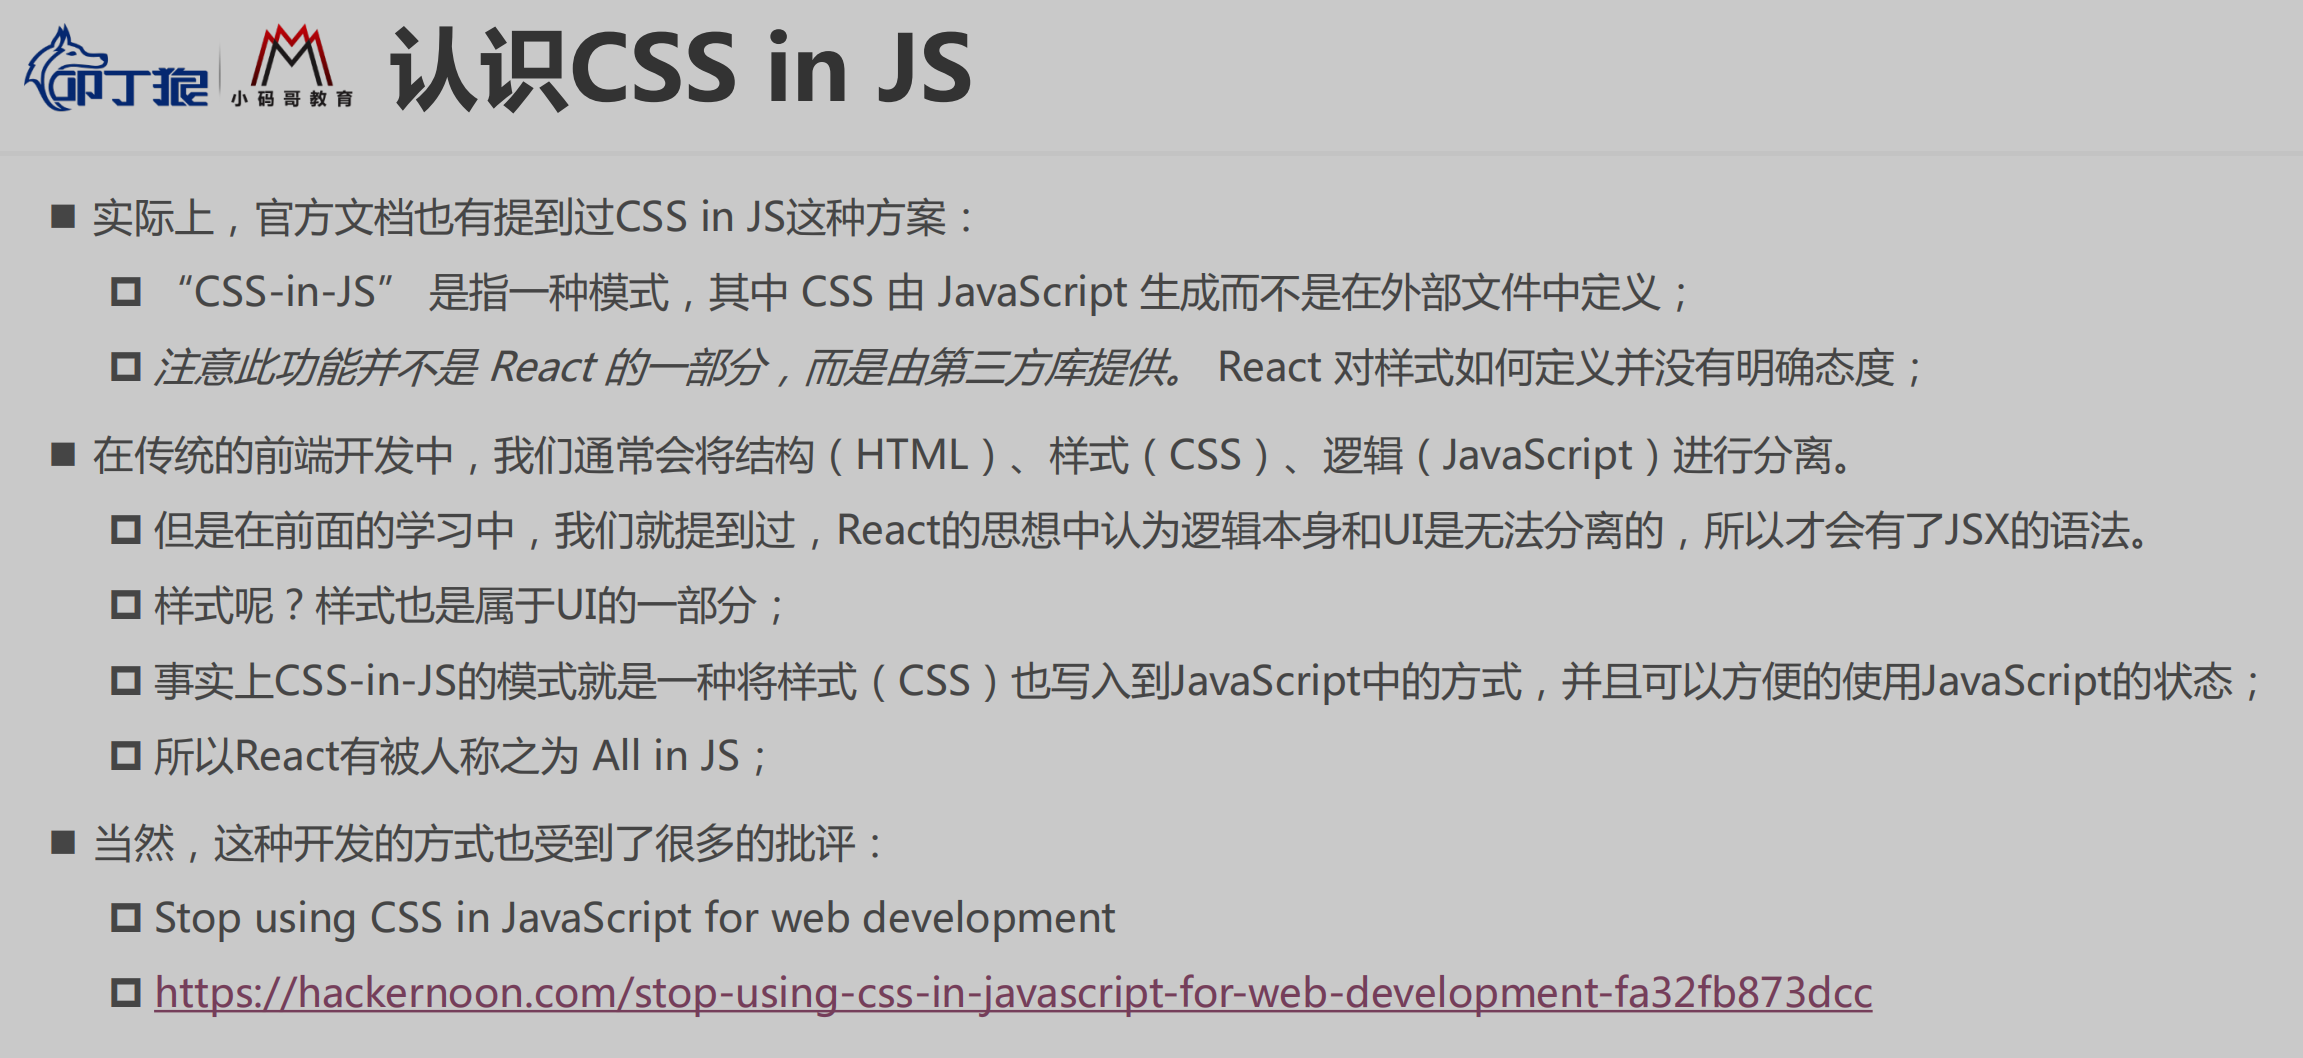 叩丁狼
小码哥教育
认识CSS in JS
实际上，官方文档也有提到过CSS in JS这种方案：
“CSS-in-JS” 是指一种模式，其中 CSS 由 JavaScript 生成而不是在外部文件中定义；
注意此功能并不是 React 的一部分，而是由第三方库提供。 React 对样式如何定义并没有明确态度；
在传统的前端开发中，我们通常会将结构（HTML）、样式（CSS）、逻辑（JavaScript）进行分离。
但是在前面的学习中，我们就提到过，React的思想中认为逻辑本身和UI是无法分离的，所以才会有了JSX的语法。
样式呢？样式也是属于UI的一部分；
事实上CSS-in-JS的模式就是一种将样式（CSS）也写入到JavaScript中的方式，并且可以方便的使用JavaScript的状态；
所以React有被人称之为 All in JS；
当然，这种开发的方式也受到了很多的批评：
Stop using CSS in JavaScript for web development
https://hackernoon.com/stop-using-css-in-javascript-for-web-development-fa32fb873dcc